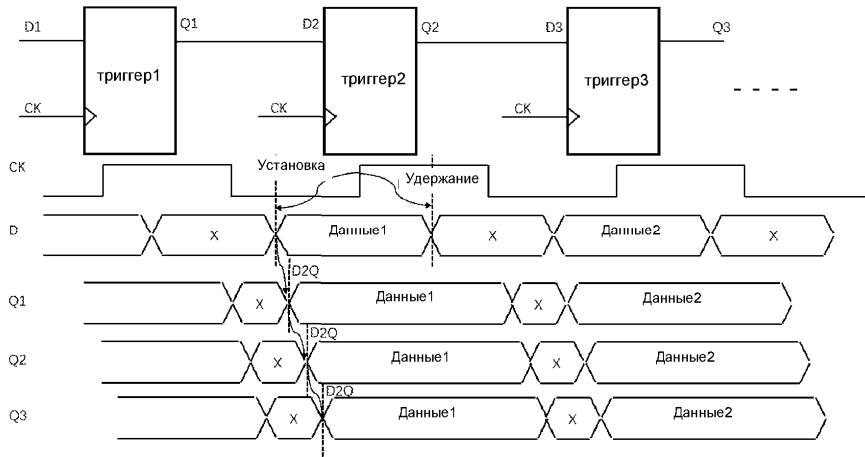 D1 Q1 D2 Q2 D3 Q3
триггер1 триггер2 триггер3
CK CK CK
CK Установка Удержание
D X Данные1 X Данные2 X
D2Q
Q1 X Данные1 X Данные2
D2Q
Q2 X Данные1 X Данные2
D2Q
Q3 X Данные1 X Данные2